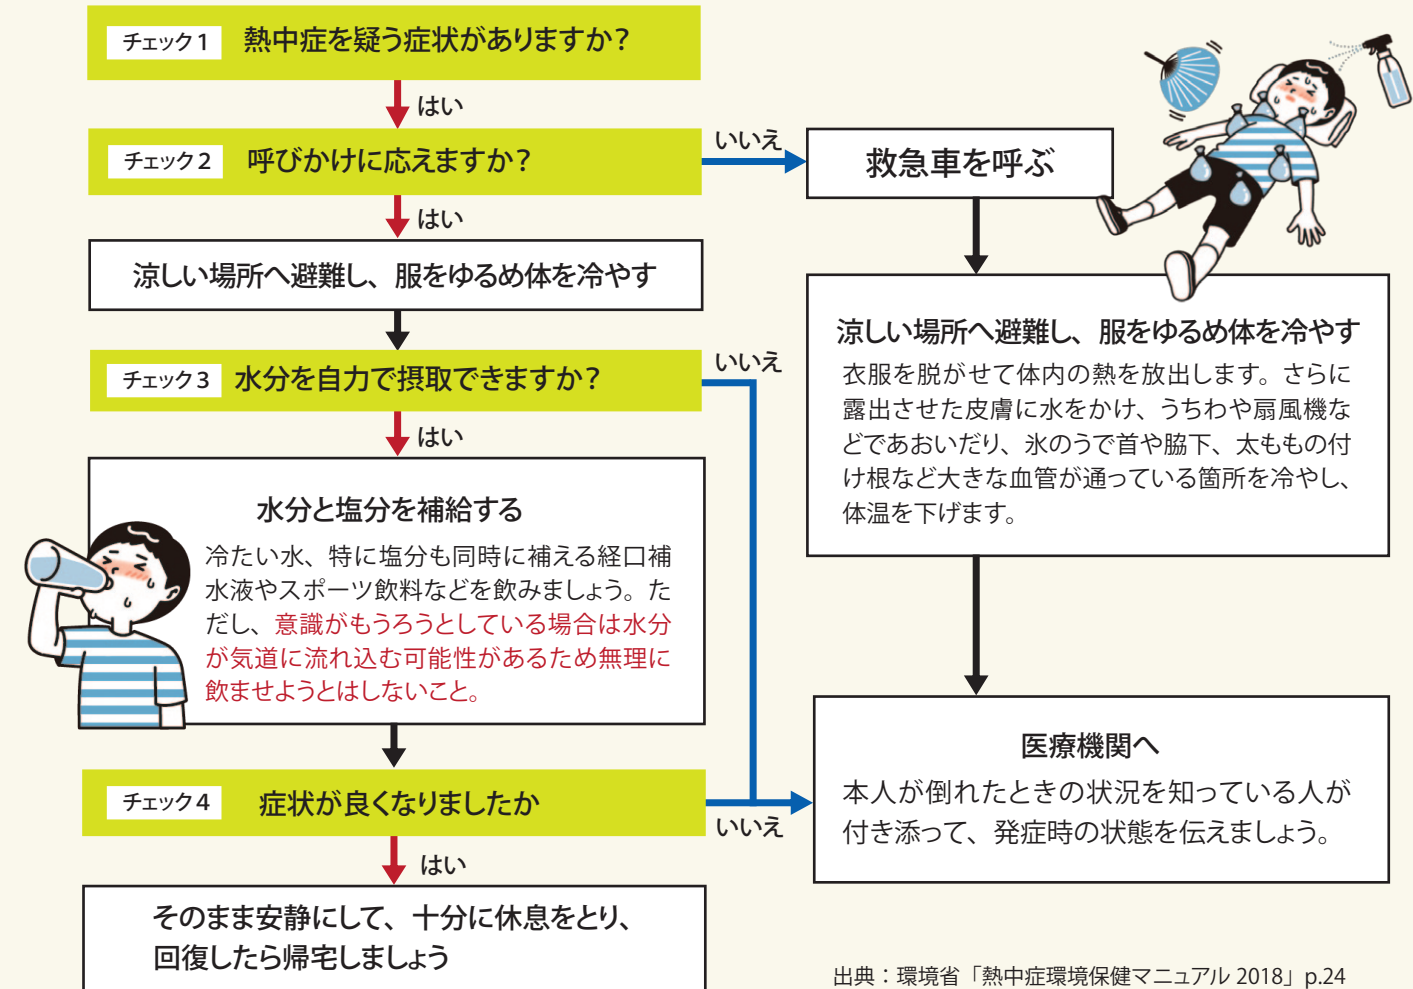 チェック1 熱中症を疑う症状がありますか?
はい
チェック2 呼びかけに応えますか?
いいえ
救急車を呼ぶ
はい
涼しい場所へ避難し、服をゆるめ体を冷やす
チェック3 水分を自力で摂取できますか?
いいえ
はい
水分と塩分を補給する
冷たい水、特に塩分も同時に補える経口補
水液やスポーツ飲料などを飲みましょう。た
だし、意識がもうろうとしている場合は水分
が気道に流れ込む可能性があるため無理に
飲ませようとはしないこと。
チェック4 症状が良くなりましたか
いいえ
はい
そのまま安静にして、十分に休息をとり、
回復したら帰宅しましょう
涼しい場所へ避難し、服をゆるめ体を冷やす
衣服を脱がせて体内の熱を放出します。さらに
露出させた皮膚に水をかけ、うちわや扇風機な
どであおいだり、氷のうで首や脇下、太ももの付
け根など大きな血管が通っている箇所を冷やし、
体温を下げます。
医療機関へ
本人が倒れたときの状況を知っている人が
付き添って、発症時の状態を伝えましょう。
出典:環境省「熱中症環境保健マニュアル 2018」p.24